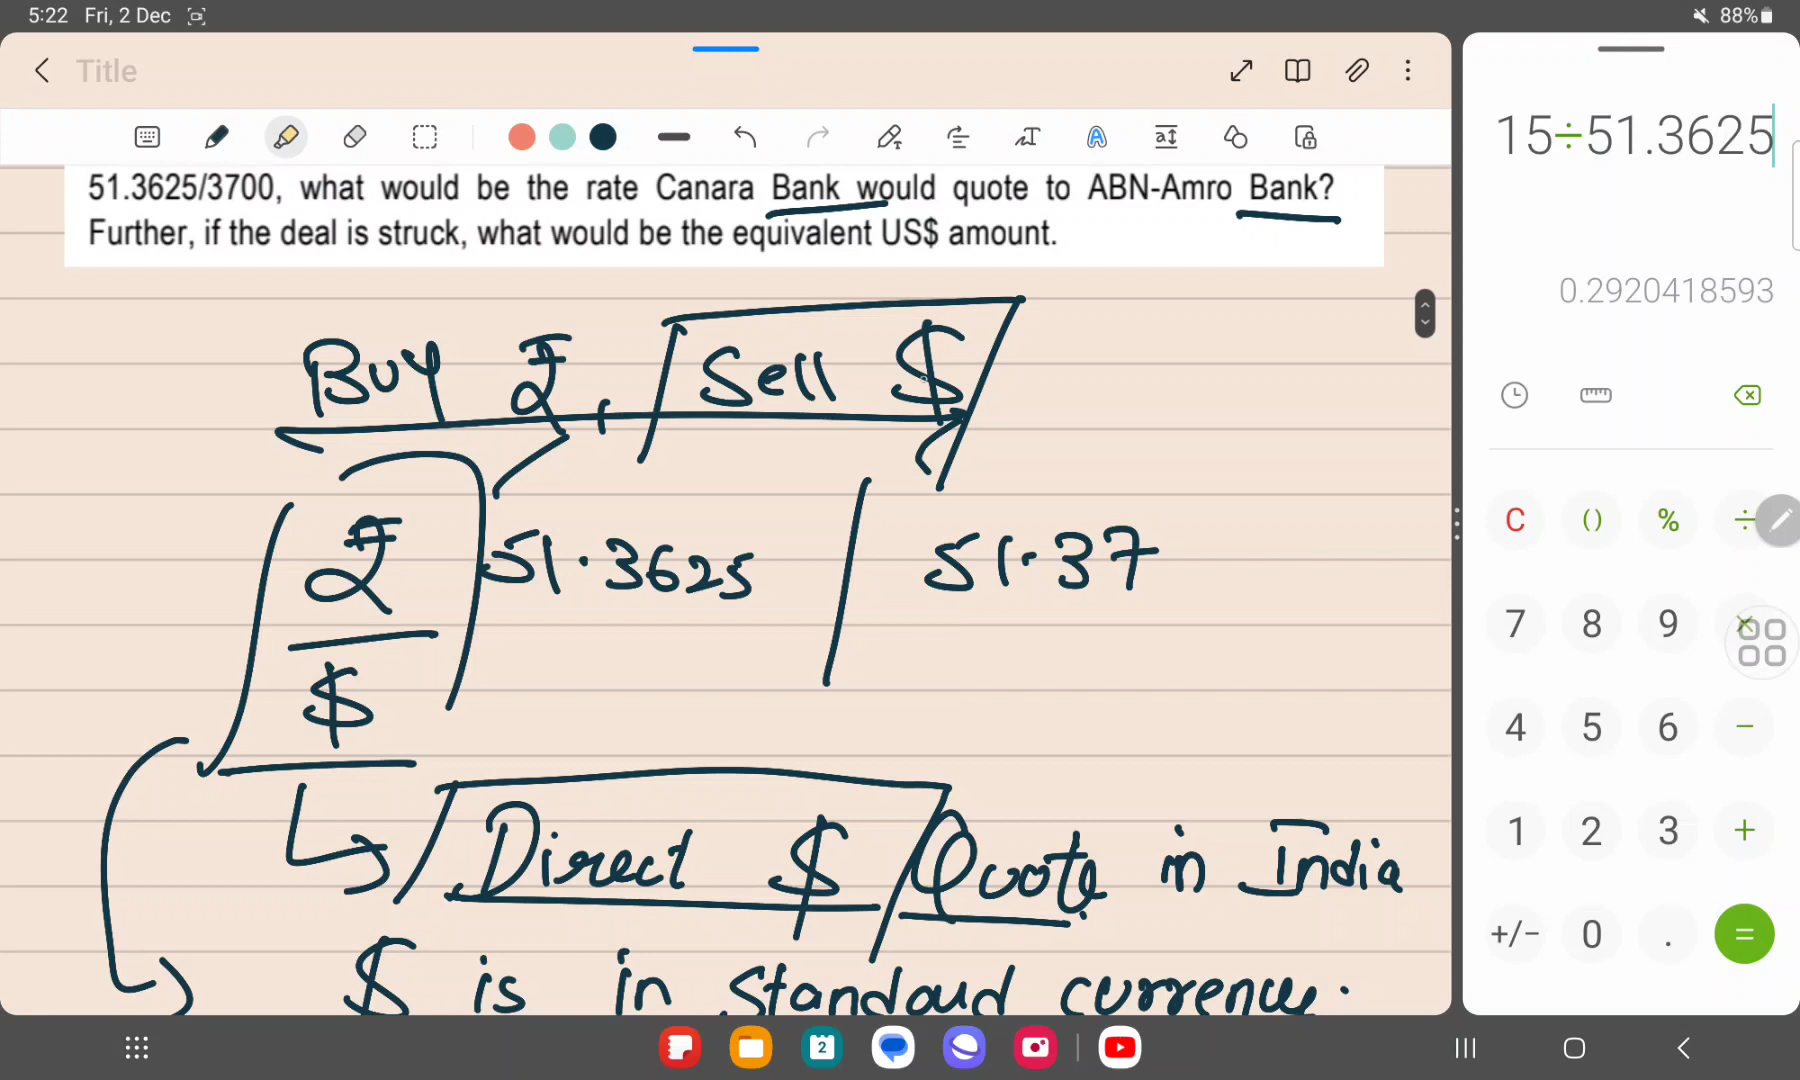 5:22 Fri, 2 Dec
88%
Title
15÷51.3625
0.2920418593
51.3625/3700, what would be the rate Canara Bank would quote to ABN-Amro Bank?
Further, if the deal is struck, what would be the equivalent US$ amount.
Buy ₹, Sell $
₹ 51.3625 / 51.37
$
Direct $ Quote in India
$ is in standard currency.
C () % ÷
7 8 9 ×
4 5 6 −
1 2 3 +
+/− 0 . =
2